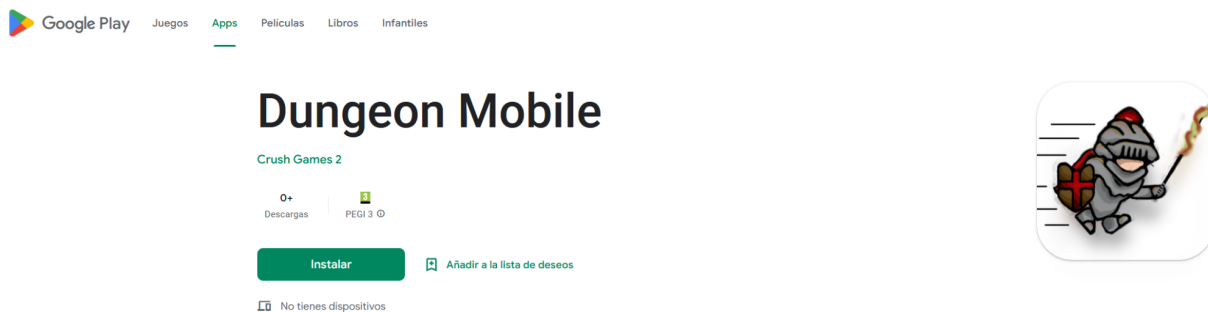 Google Play Juegos Apps Películas Libros Infantiles
Dungeon Mobile
Crush Games 2
0+ 3
Descargas PEGI 3
Instalar Añadir a la lista de deseos
No tienes dispositivos